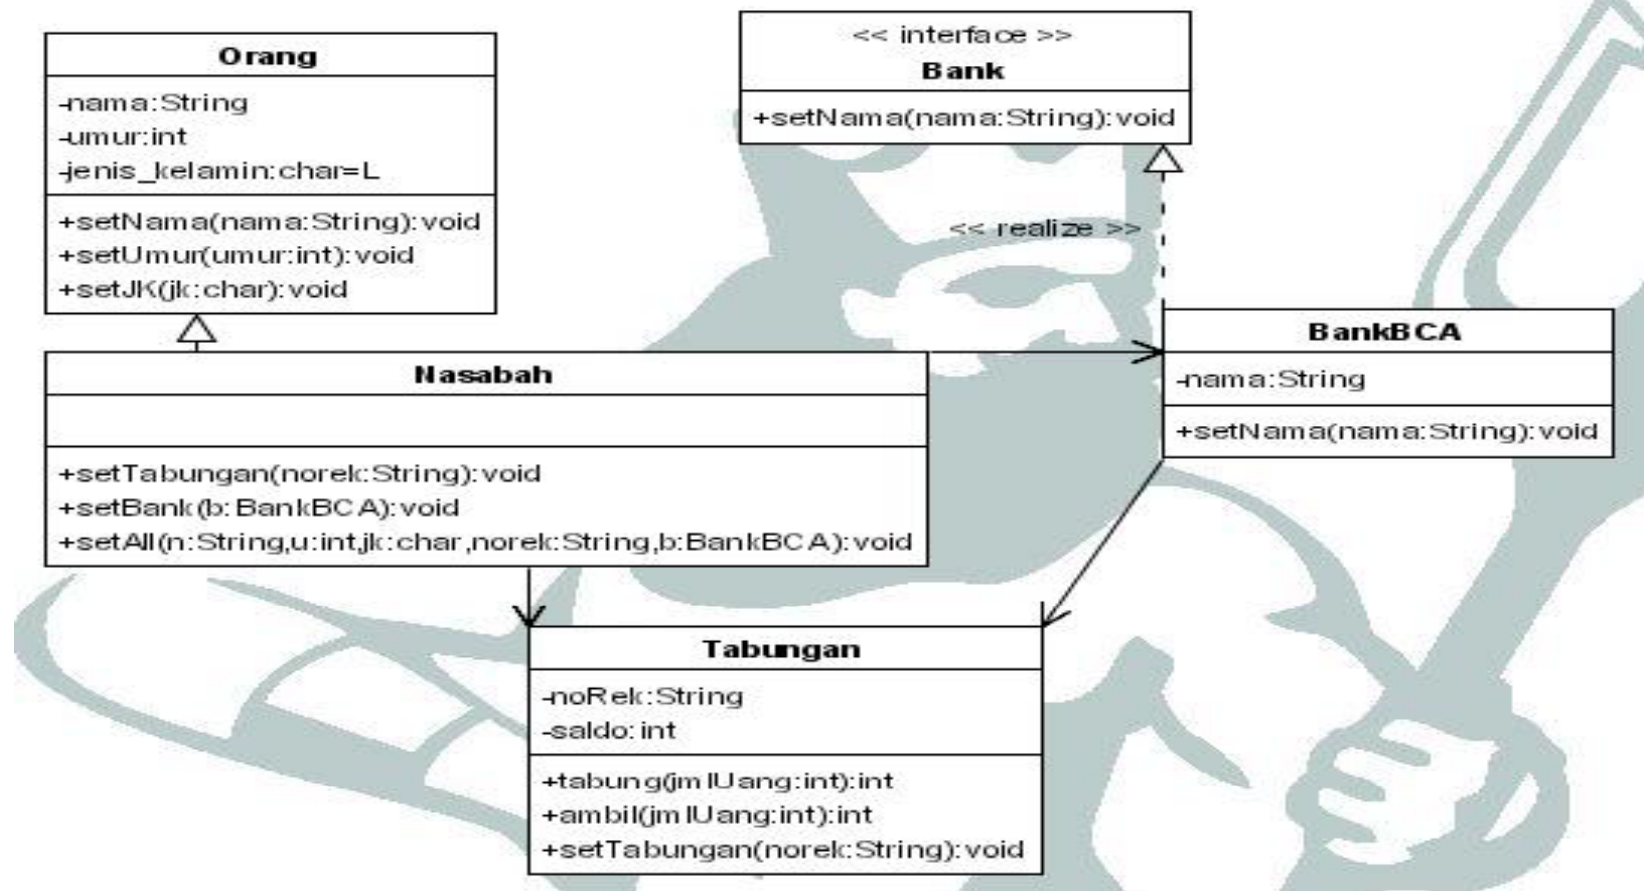 Orang
-nama:String
-umur:int
-jenis_kelamin:char=L
+setNama(nama:String):void
+setUmur(umur:int):void
+setJK(jk:char):void
<< interface >>
Bank
+setNama(nama:String):void
<< realize >>
BankBCA
-nama:String
+setNama(nama:String):void
Nasabah
+setTabungan(norek:String):void
+setBank(b:BankBCA):void
+setAll(n:String,u:int,jk:char,norek:String,b:BankBCA):void
Tabungan
-noRek:String
-saldo:int
+tabung(jmlUang:int):int
+ambil(jmlUang:int):int
+setTabungan(norek:String):void